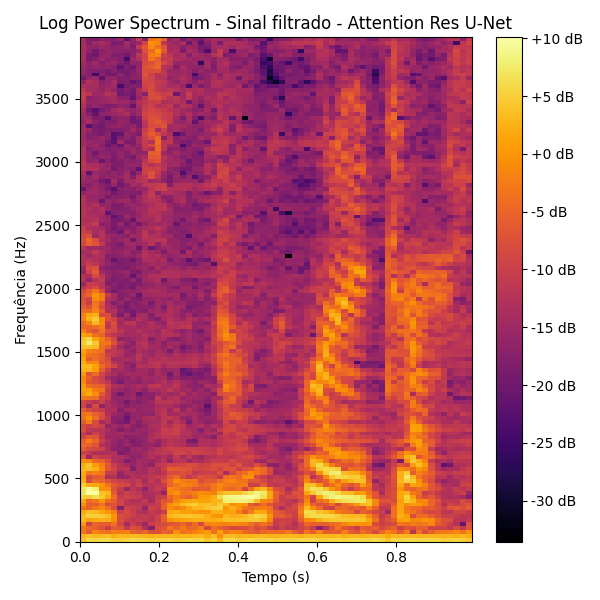 Log Power Spectrum - Sinal filtrado - Attention Res U-Net
+10 dB
+5 dB
+0 dB
-5 dB
-10 dB
-15 dB
-20 dB
-25 dB
-30 dB
3500
3000
2500
2000
1500
1000
500
0
Frequência (Hz)
0.0
0.2
0.4
0.6
0.8
Tempo (s)